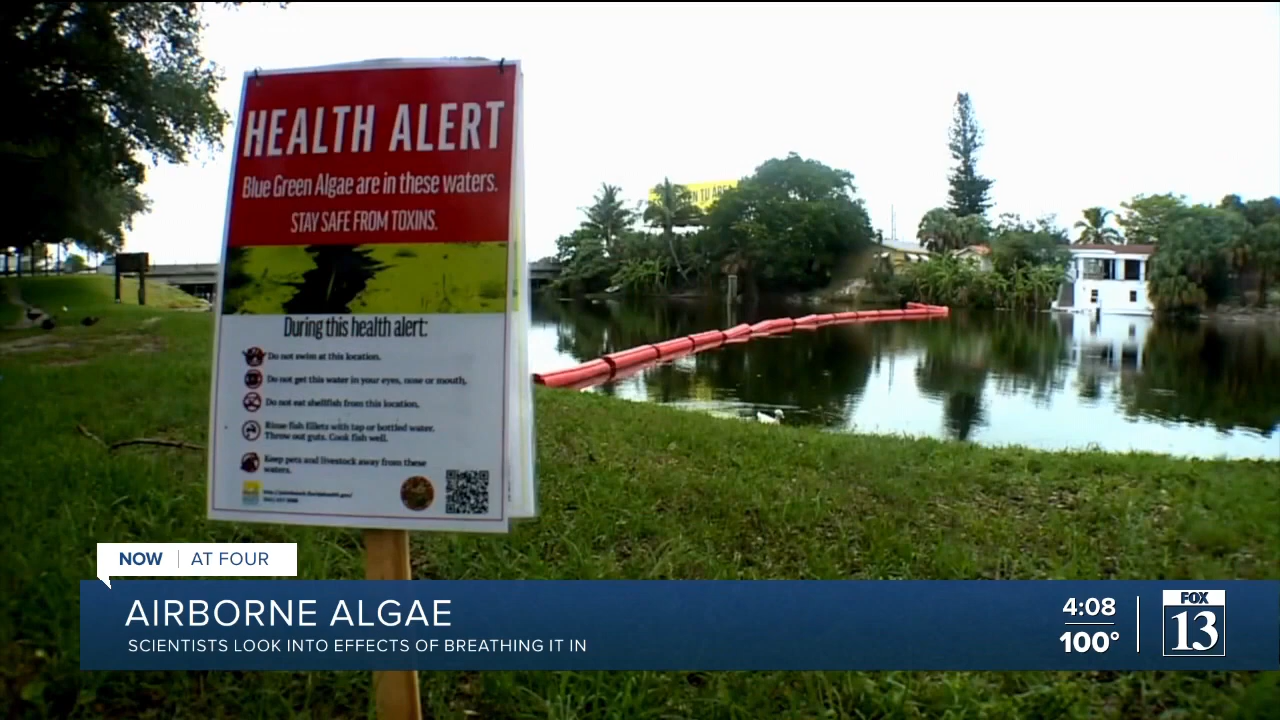 HEALTH ALERT
Blue Green Algae are in these waters.
STAY SAFE FROM TOXINS.
During this health alert:
Do not swim at this location.
Do not get this water in your eyes, nose or mouth.
Do not eat shellfish from this location.
Rinse fish fillets with tap or bottled water.
Throw out guts. Cook fish well.
Keep pets and livestock away from these
waters.
NOW | AT FOUR
AIRBORNE ALGAE
SCIENTISTS LOOK INTO EFFECTS OF BREATHING IT IN
4:08
100°
FOX
13